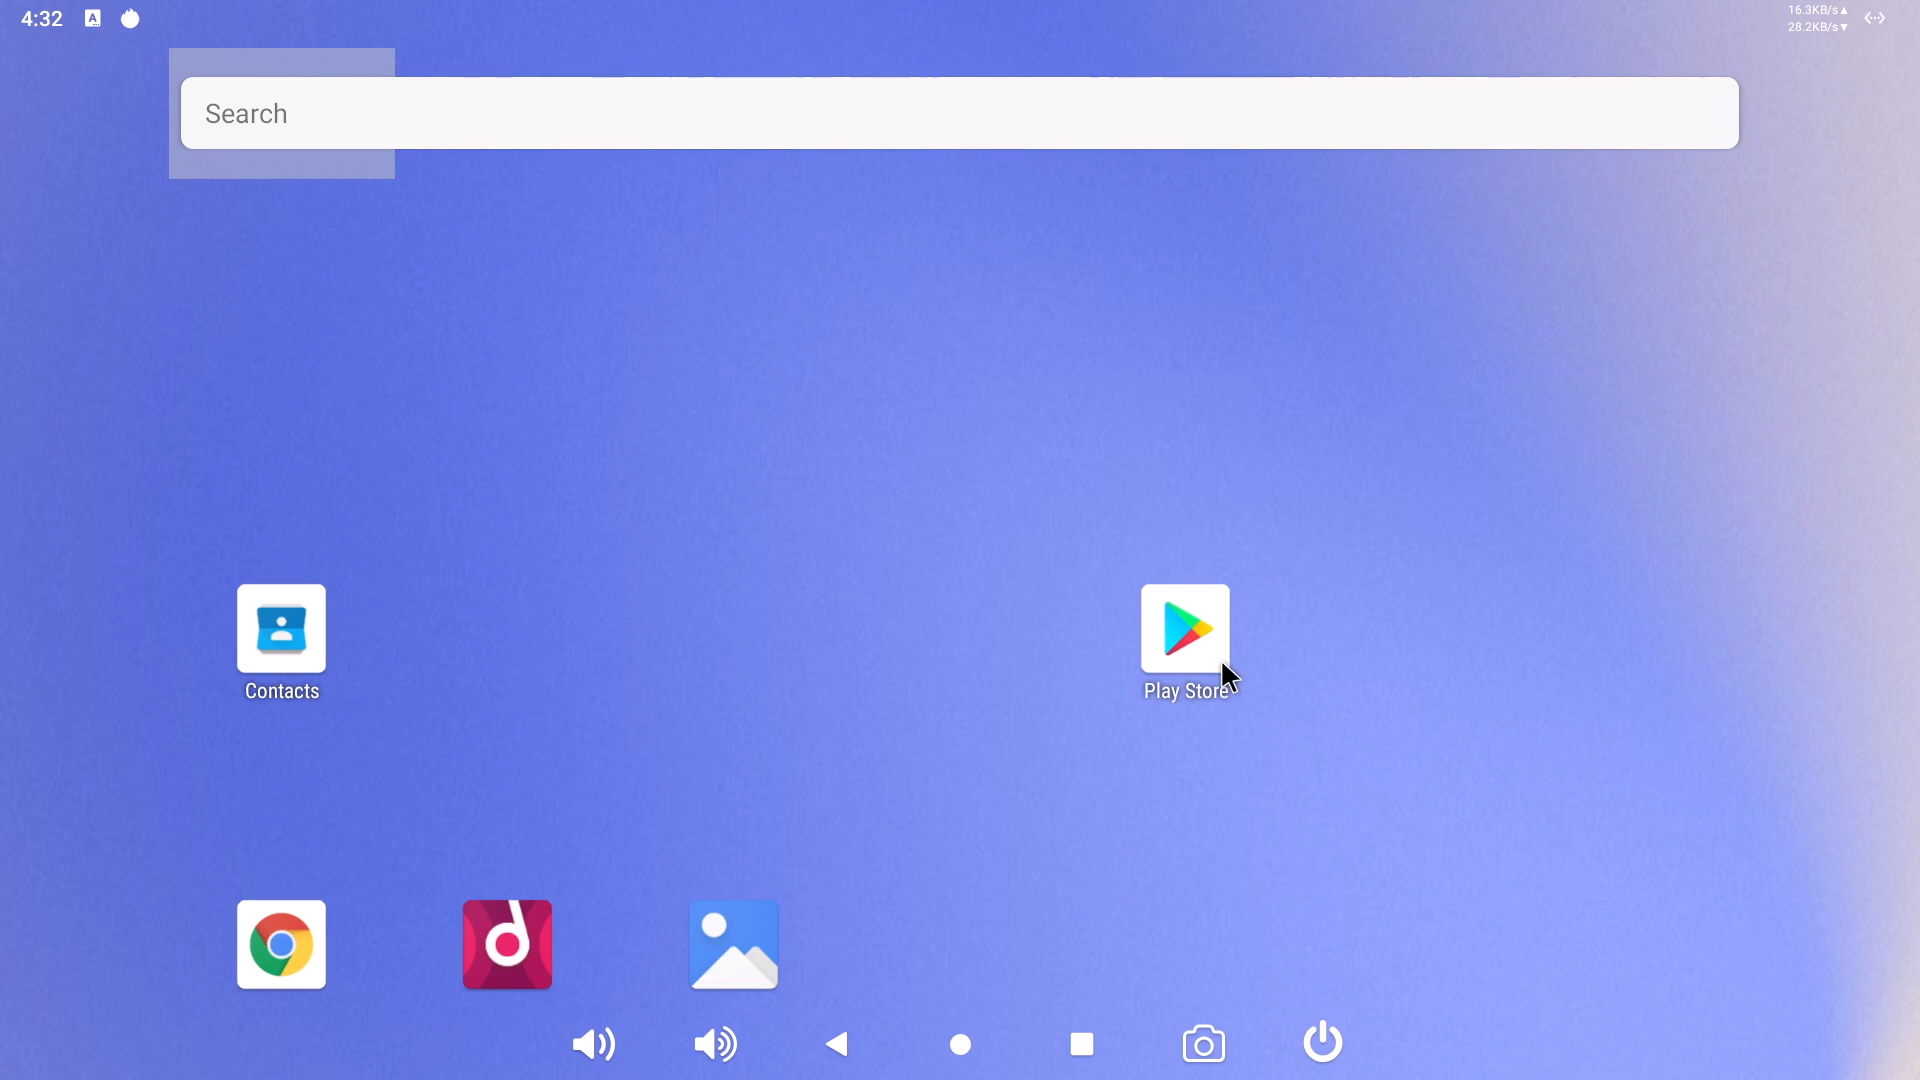 4:32
A
16.3KB/s▲
28.2KB/s▼
Search
Contacts
Play Store